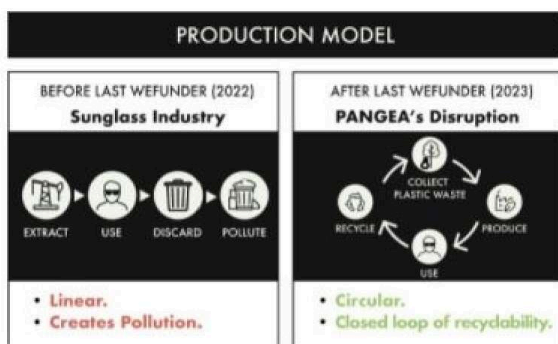 PRODUCTION MODEL
BEFORE LAST WEFUNDER (2022)
Sunglass Industry
EXTRACT
USE
DISCARD
POLLUTE
• Linear.
• Creates Pollution.
AFTER LAST WEFUNDER (2023)
PANGEA's Disruption
COLLECT
PLASTIC WASTE
RECYCLE
PRODUCE
USE
• Circular.
• Closed loop of recyclability.